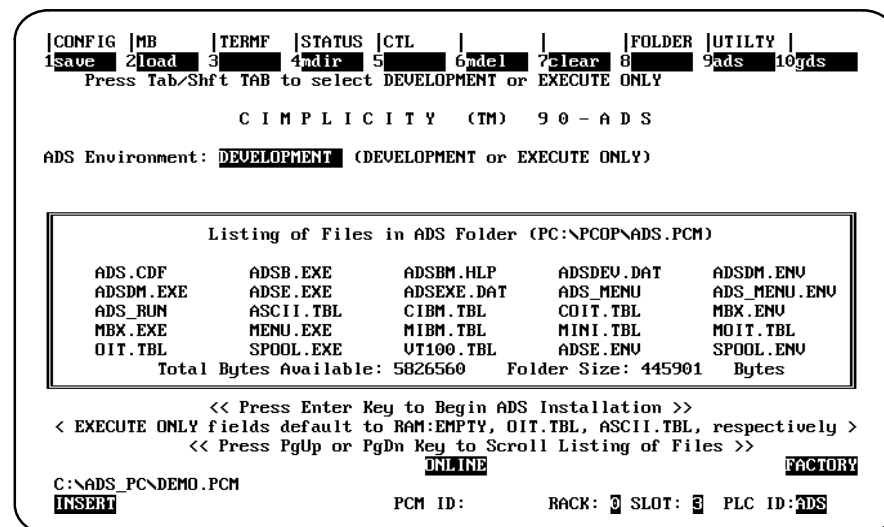 |CONFIG |MB |TERMF |STATUS |CTL | | |FOLDER |UTILTY |
1save 2load 3 4mdir 5 6mdel 7clear 8 9ads 10gds
Press Tab/Shft TAB to select DEVELOPMENT or EXECUTE ONLY
C I M P L I C I T Y (TM) 9 0 - A D S
ADS Environment: DEVELOPMENT (DEVELOPMENT or EXECUTE ONLY)
Listing of Files in ADS Folder (PC:\PCOP\ADS.PCM)
ADS.CDF ADSB.EXE ADSBM.HLP ADSDEV.DAT ADSDM.ENV
ADSDM.EXE ADSE.EXE ADSEXE.DAT ADS_MENU ADS_MENU.ENV
ADS_RUN ASCII.TBL CIBM.TBL COIT.TBL MBX.ENV
MBX.EXE MENU.EXE MIBM.TBL MINI.TBL MOIT.TBL
OIT.TBL SPOOL.EXE VT100.TBL ADSE.ENV SPOOL.ENV
Total Bytes Available: 5826560 Folder Size: 445901 Bytes
<< Press Enter Key to Begin ADS Installation >>
< EXECUTE ONLY fields default to RAM:EMPTY, OIT.TBL, ASCII.TBL, respectively >
<< Press PgUp or PgDn Key to Scroll Listing of Files >>
ONLINE FACTORY
C:\ADS_PC\DEMO.PCM
INSERT PCM ID: RACK: 0 SLOT: 3 PLC ID:ADS